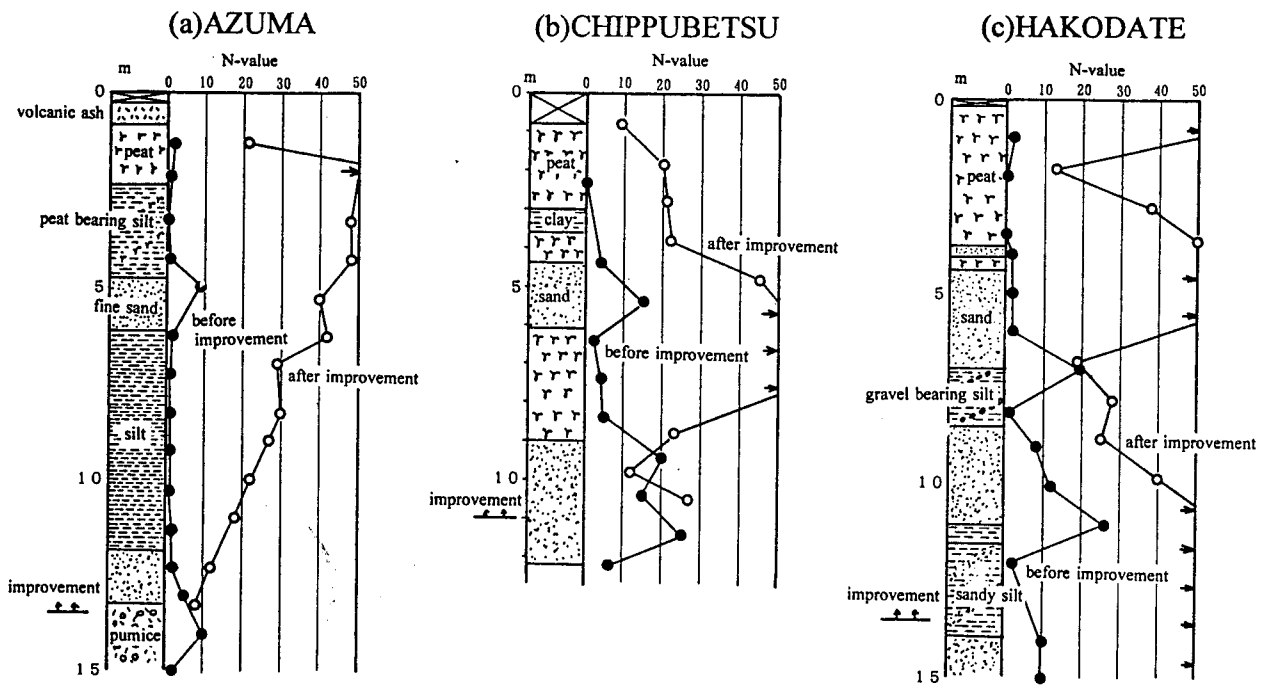 (a)AZUMA
N-value
m
0 10 20 30 40 50
0
volcanic ash
peat
peat bearing silt
5
fine sand
before
improvement
after improvement
silt
10
improvement
pumice
15
(b)CHIPPUBETSU
N-value
m
0 10 20 30 40 50
0
peat
clay
after improvement
5
sand
before improvement
10
improvement
(c)HAKODATE
N-value
m
0 10 20 30 40 50
0
peat
5
sand
gravel bearing silt
after improvement
10
before improvement
improvement
sandy silt
15